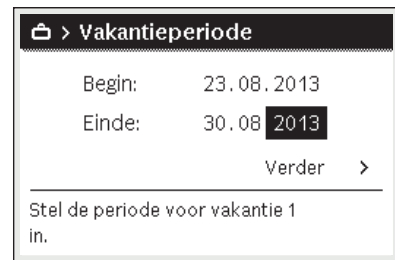 > Vakantieperiode
Begin: 23.08.2013
Einde: 30.08 2013
Verder >
Stel de periode voor vakantie 1
in.